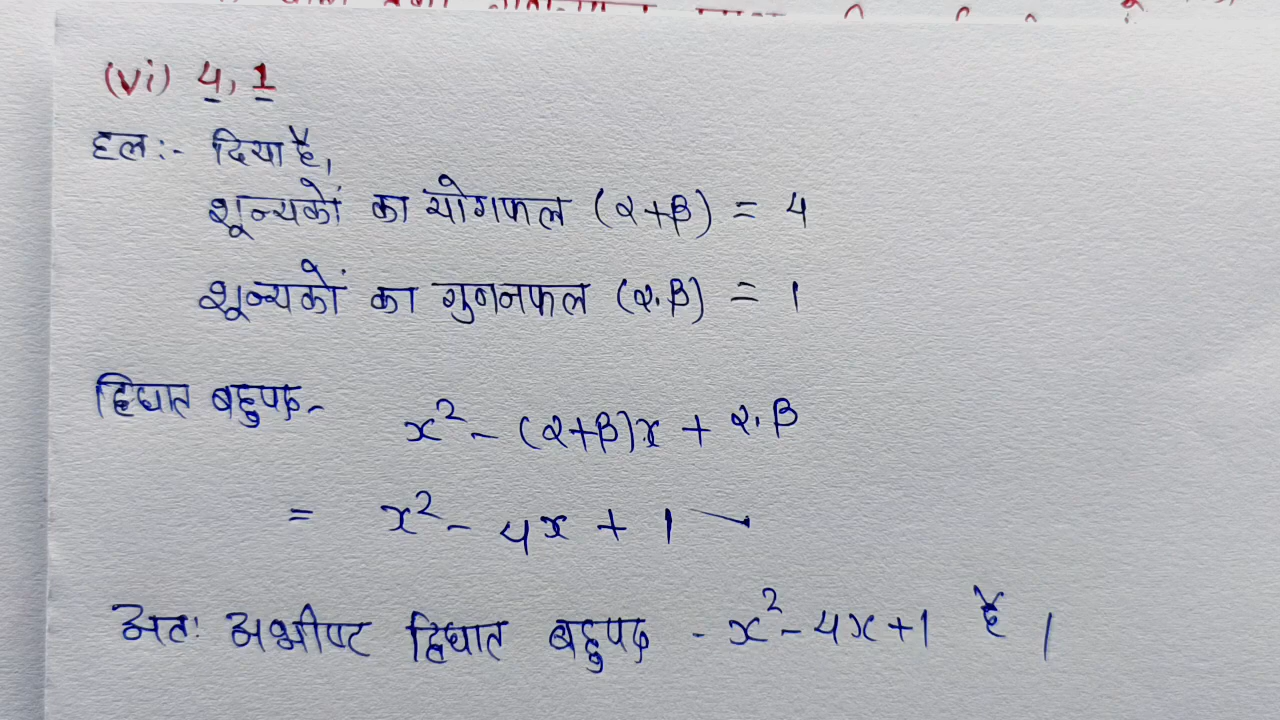 (vi) 4, 1
हल :- दिया है,
शून्यकों का योगफल (α+β) = 4
शून्यकों का गुणनफल (α.β) = 1
द्विघात बहुपद - x² - (α+β)x + α.β
= x² - 4x + 1
अतः अभीष्ट द्विघात बहुपद - x² - 4x + 1 है ।